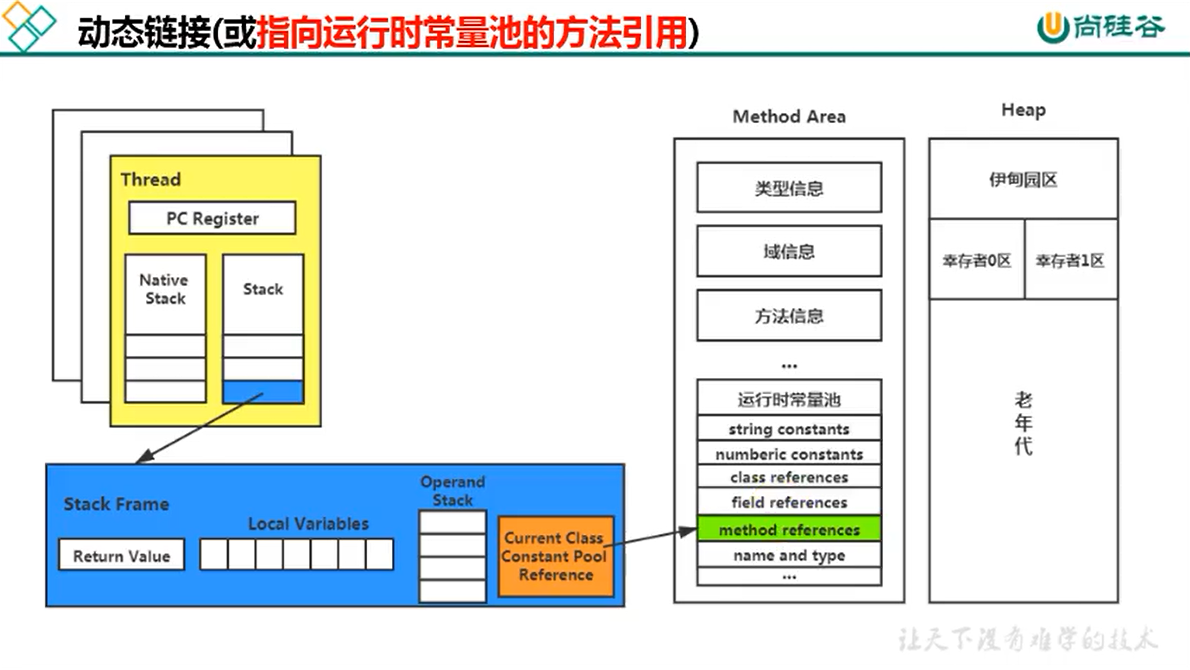 动态链接(或指向运行时常量池的方法引用)
尚硅谷
Thread
PC Register
Native
Stack
Stack
Stack Frame
Return Value
Local Variables
Operand
Stack
Current Class
Constant Pool
Reference
Method Area
类型信息
域信息
方法信息
...
运行时常量池
string constants
numberic constants
class references
field references
method references
name and type
...
Heap
伊甸园区
幸存者0区
幸存者1区
老
年
代
让天下没有难学的技术